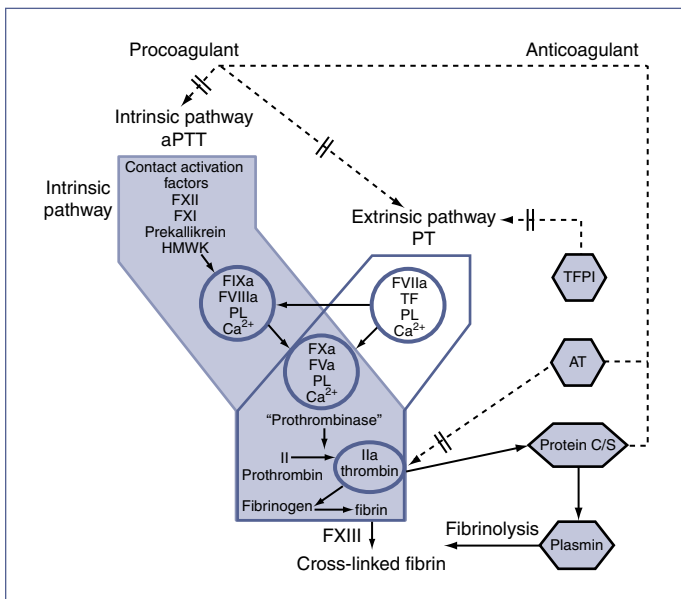 Procoagulant
Anticoagulant
Intrinsic pathway
aPTT
Intrinsic
pathway
Contact activation
factors
FXII
FXI
Prekallikrein
HMWK
Extrinsic pathway
PT
TFPI
FIXa
FVIIIa
PL
Ca2+
FVIIa
TF
PL
Ca2+
FXa
FVa
PL
Ca2+
AT
"Prothrombinase"
II
Prothrombin
IIa
thrombin
Protein C/S
Fibrinogen
fibrin
FXIII
Fibrinolysis
Plasmin
Cross-linked fibrin